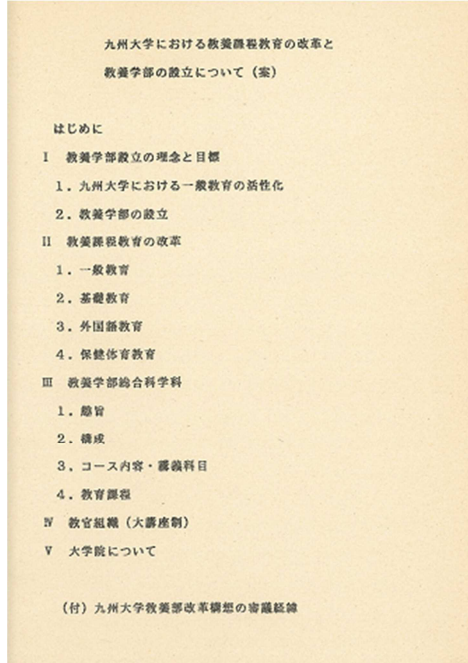 九州大学における教養課程教育の改革と
教養学部の設立について（案）
はじめに
Ⅰ 教養学部設立の理念と目標
1．九州大学における一般教育の活性化
2．教養学部の設立
Ⅱ 教養課程教育の改革
1．一般教育
2．基礎教育
3．外国語教育
4．保健体育教育
Ⅲ 教養学部総合科学科
1．趣旨
2．構成
3．コース内容・講義科目
4．教育課程
Ⅳ 教官組織（大講座制）
Ⅴ 大学院について
（付）九州大学教養部改革構想の審議経緯